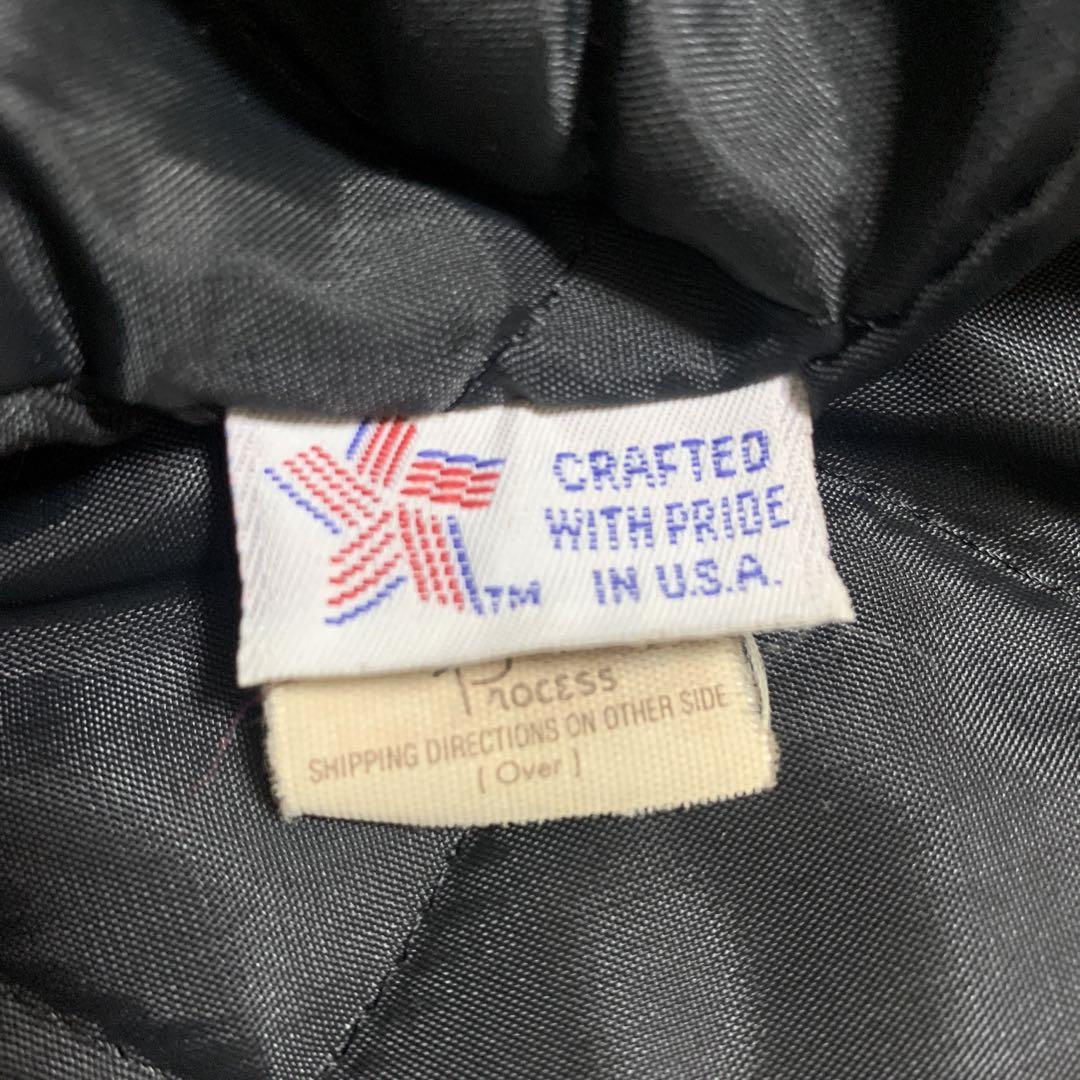 CRAFTED
WITH PRIDE
IN U.S.A.
TM
Process
SHIPPING DIRECTIONS ON OTHER SIDE
(Over)